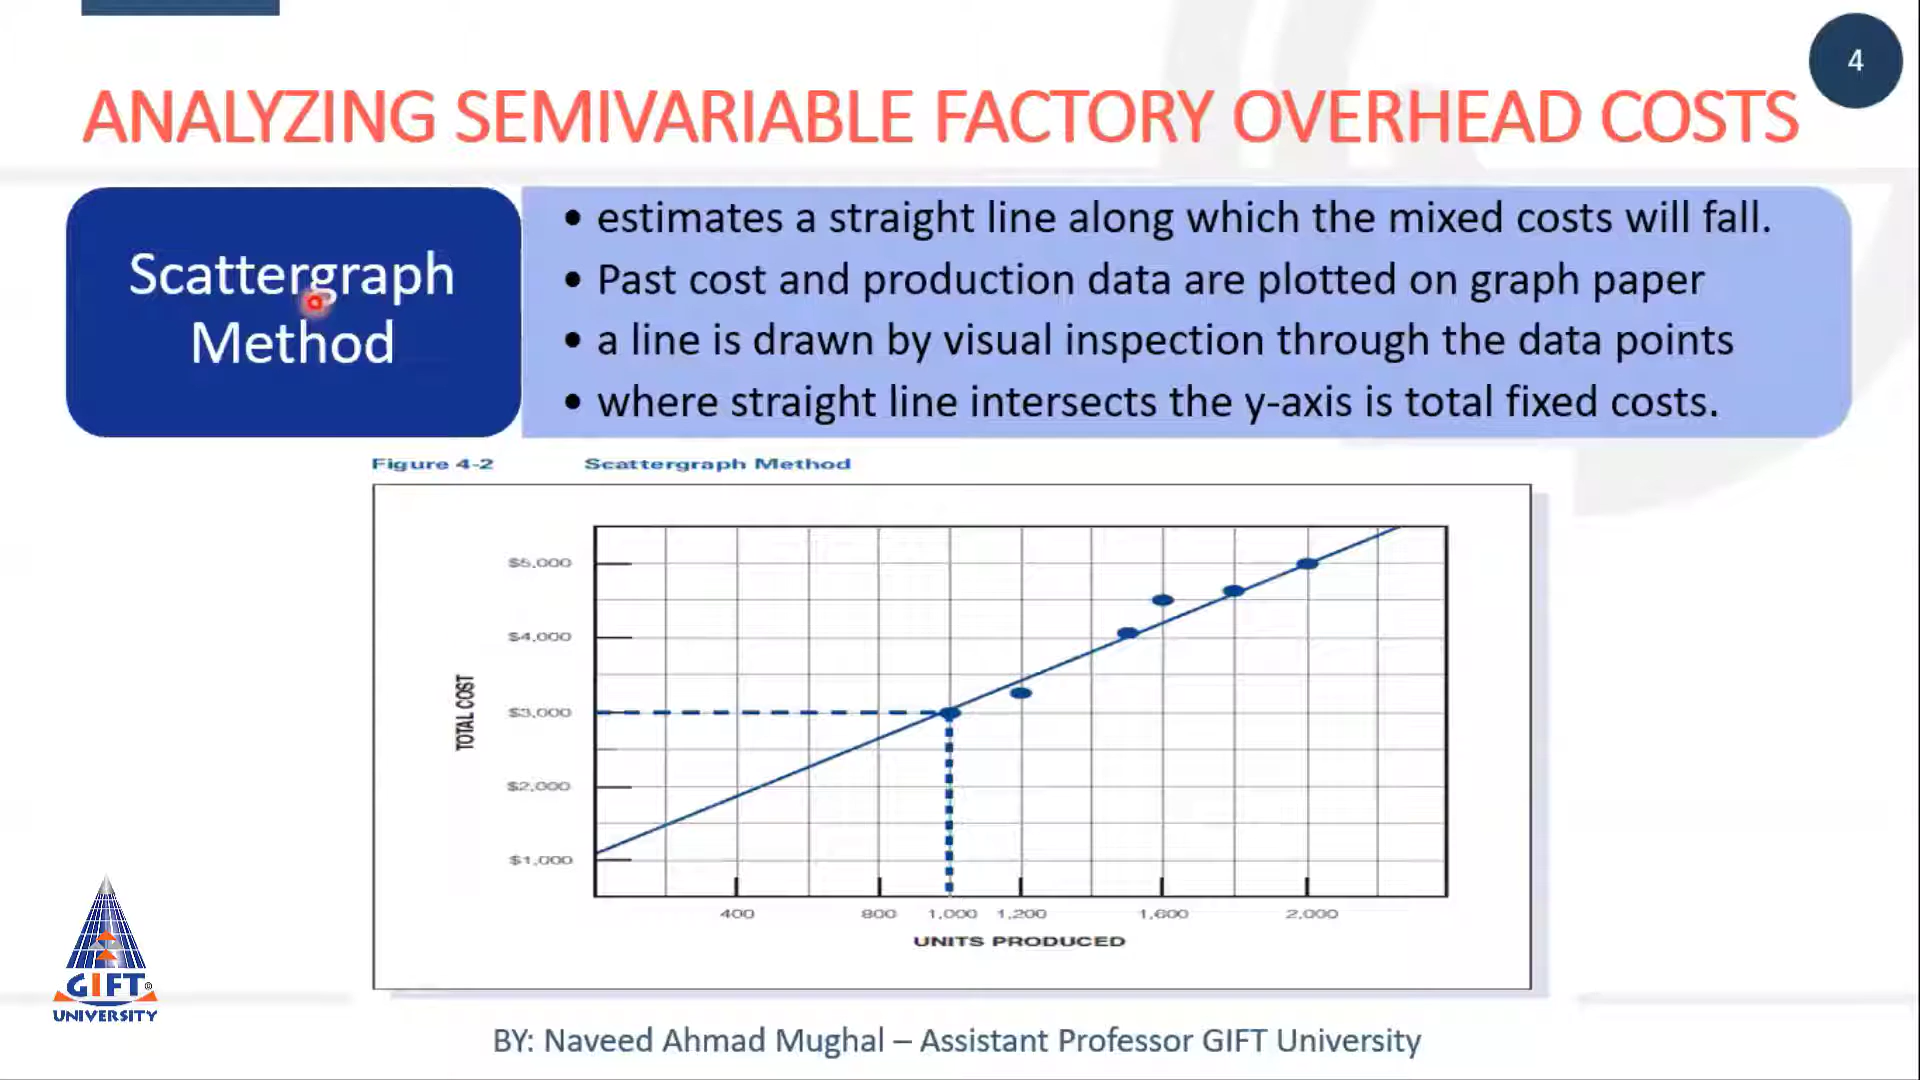 4
ANALYZING SEMIVARIABLE FACTORY OVERHEAD COSTS
Scattergraph
Method
• estimates a straight line along which the mixed costs will fall.
• Past cost and production data are plotted on graph paper
• a line is drawn by visual inspection through the data points
• where straight line intersects the y-axis is total fixed costs.
Figure 4-2 Scattergraph Method
$5,000
$4,000
$3,000
$2,000
$1,000
TOTAL COST
400 800 1,000 1,200 1,600 2,000
UNITS PRODUCED
GIFT®
UNIVERSITY
BY: Naveed Ahmad Mughal – Assistant Professor GIFT University